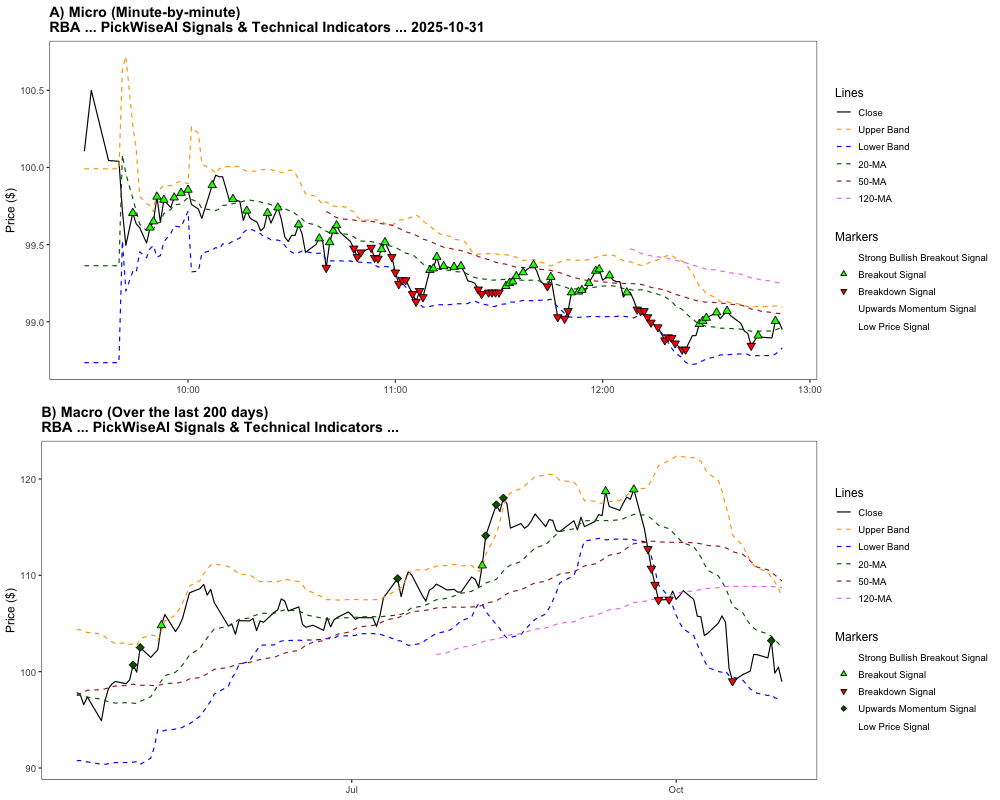 A) Micro (Minute-by-minute)
RBA ... PickWiseAI Signals & Technical Indicators ... 2025-10-31
Price ($)
100.5
100.0
99.5
99.0
10:00
11:00
12:00
13:00
Lines
Close
Upper Band
Lower Band
20-MA
50-MA
120-MA
Markers
Strong Bullish Breakout Signal
Breakout Signal
Breakdown Signal
Upwards Momentum Signal
Low Price Signal
B) Macro (Over the last 200 days)
RBA ... PickWiseAI Signals & Technical Indicators ...
Price ($)
120
110
100
90
Jul
Oct
Lines
Close
Upper Band
Lower Band
20-MA
50-MA
120-MA
Markers
Strong Bullish Breakout Signal
Breakout Signal
Breakdown Signal
Upwards Momentum Signal
Low Price Signal